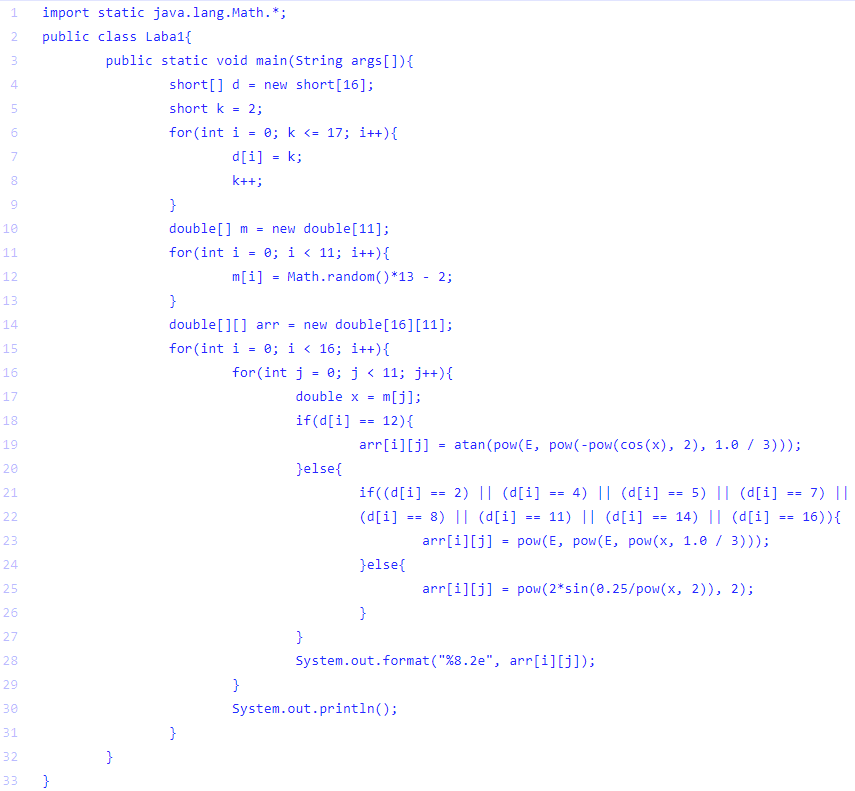 1 import static java.lang.Math.*;
2 public class Laba1{
3 public static void main(String args[]){
4 short[] d = new short[16];
5 short k = 2;
6 for(int i = 0; k <= 17; i++){
7 d[i] = k;
8 k++;
9 }
10 double[] m = new double[11];
11 for(int i = 0; i < 11; i++){
12 m[i] = Math.random()*13 - 2;
13 }
14 double[][] arr = new double[16][11];
15 for(int i = 0; i < 16; i++){
16 for(int j = 0; j < 11; j++){
17 double x = m[j];
18 if(d[i] == 12){
19 arr[i][j] = atan(pow(E, pow(-pow(cos(x), 2), 1.0 / 3)));
20 }else{
21 if((d[i] == 2) || (d[i] == 4) || (d[i] == 5) || (d[i] == 7) ||
22 (d[i] == 8) || (d[i] == 11) || (d[i] == 14) || (d[i] == 16)){
23 arr[i][j] = pow(E, pow(E, pow(x, 1.0 / 3)));
24 }else{
25 arr[i][j] = pow(2*sin(0.25/pow(x, 2)), 2);
26 }
27 }
28 System.out.format("%8.2e", arr[i][j]);
29 }
30 System.out.println();
31 }
32 }
33 }